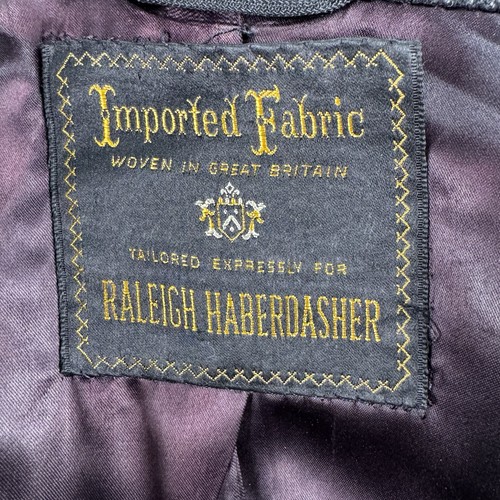 Imported Fabric
WOVEN IN GREAT BRITAIN
TAILORED EXPRESSLY FOR
RALEIGH HABERDASHER